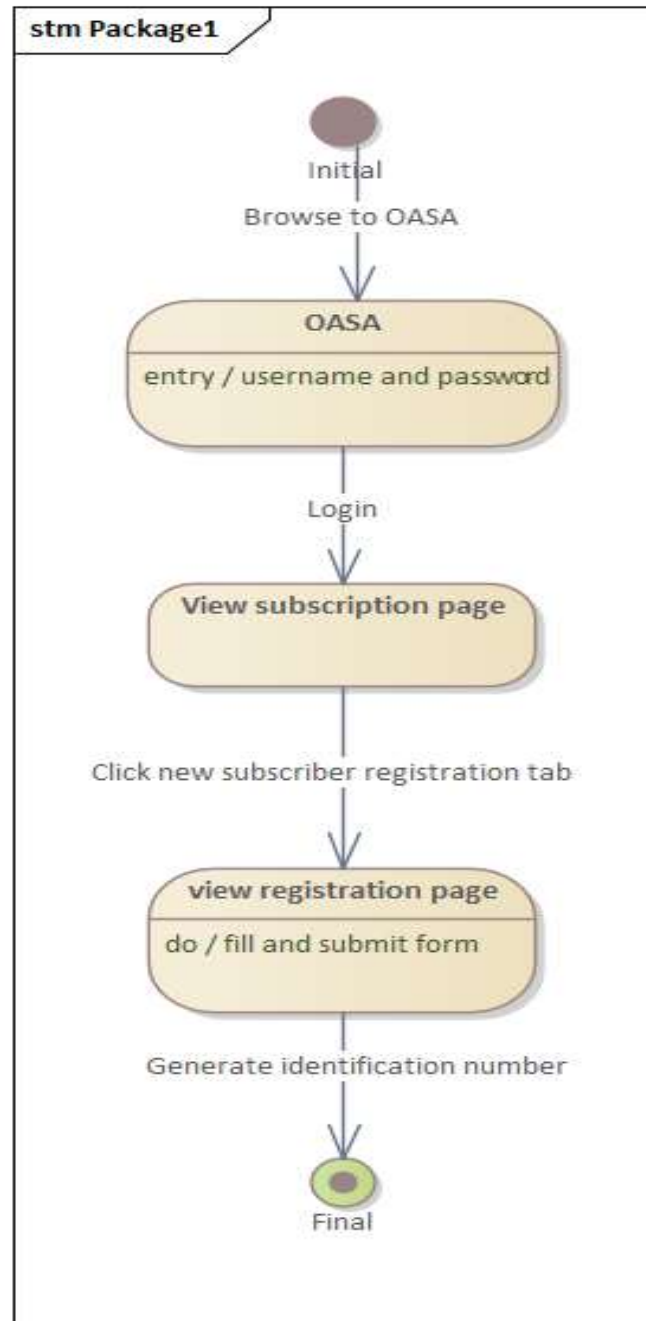 stm Package1
Initial
Browse to OASA
OASA
entry / username and password
Login
View subscription page
Click new subscriber registration tab
view registration page
do / fill and submit form
Generate identification number
Final